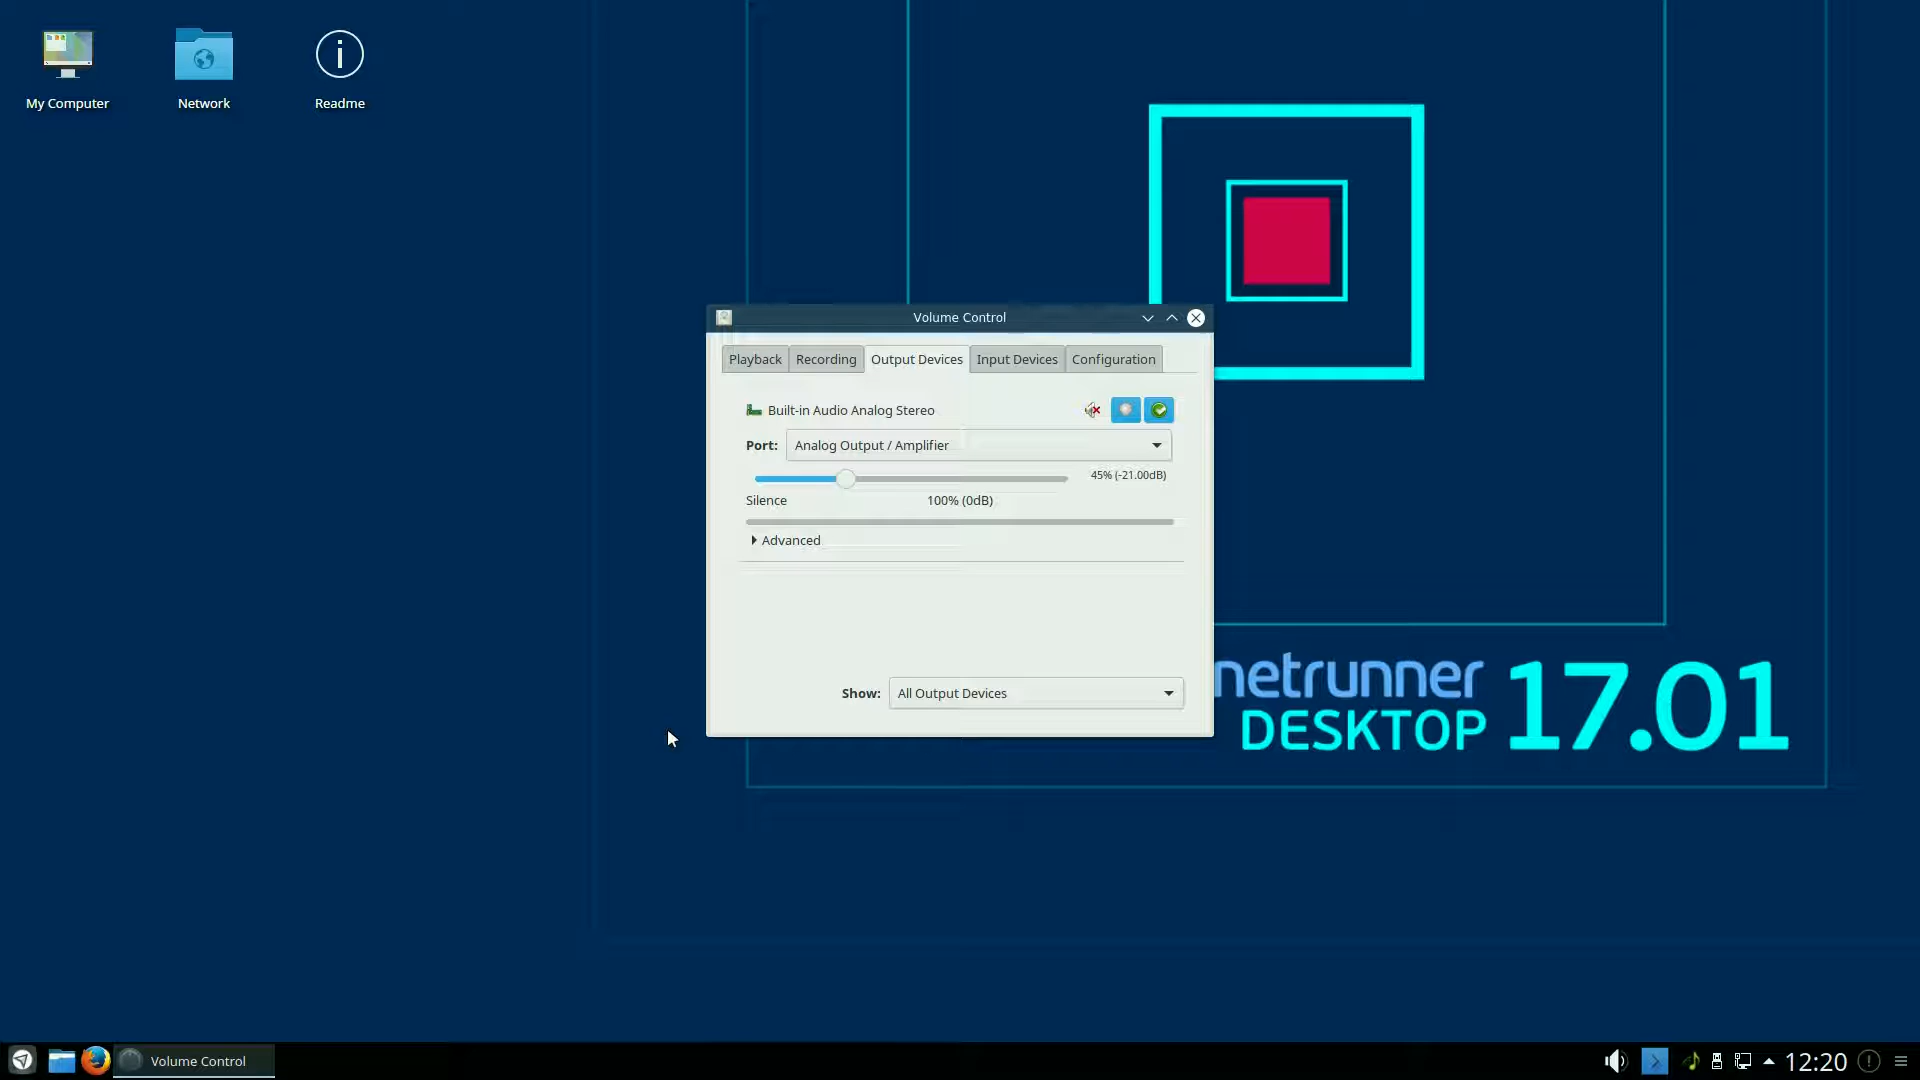 My Computer
Network
Readme
Volume Control
Playback
Recording
Output Devices
Input Devices
Configuration
Built-in Audio Analog Stereo
Port: Analog Output / Amplifier
45% (-21.00dB)
Silence
100% (0dB)
Advanced
Show: All Output Devices
netrunner
DESKTOP 17.01
Volume Control
12:20